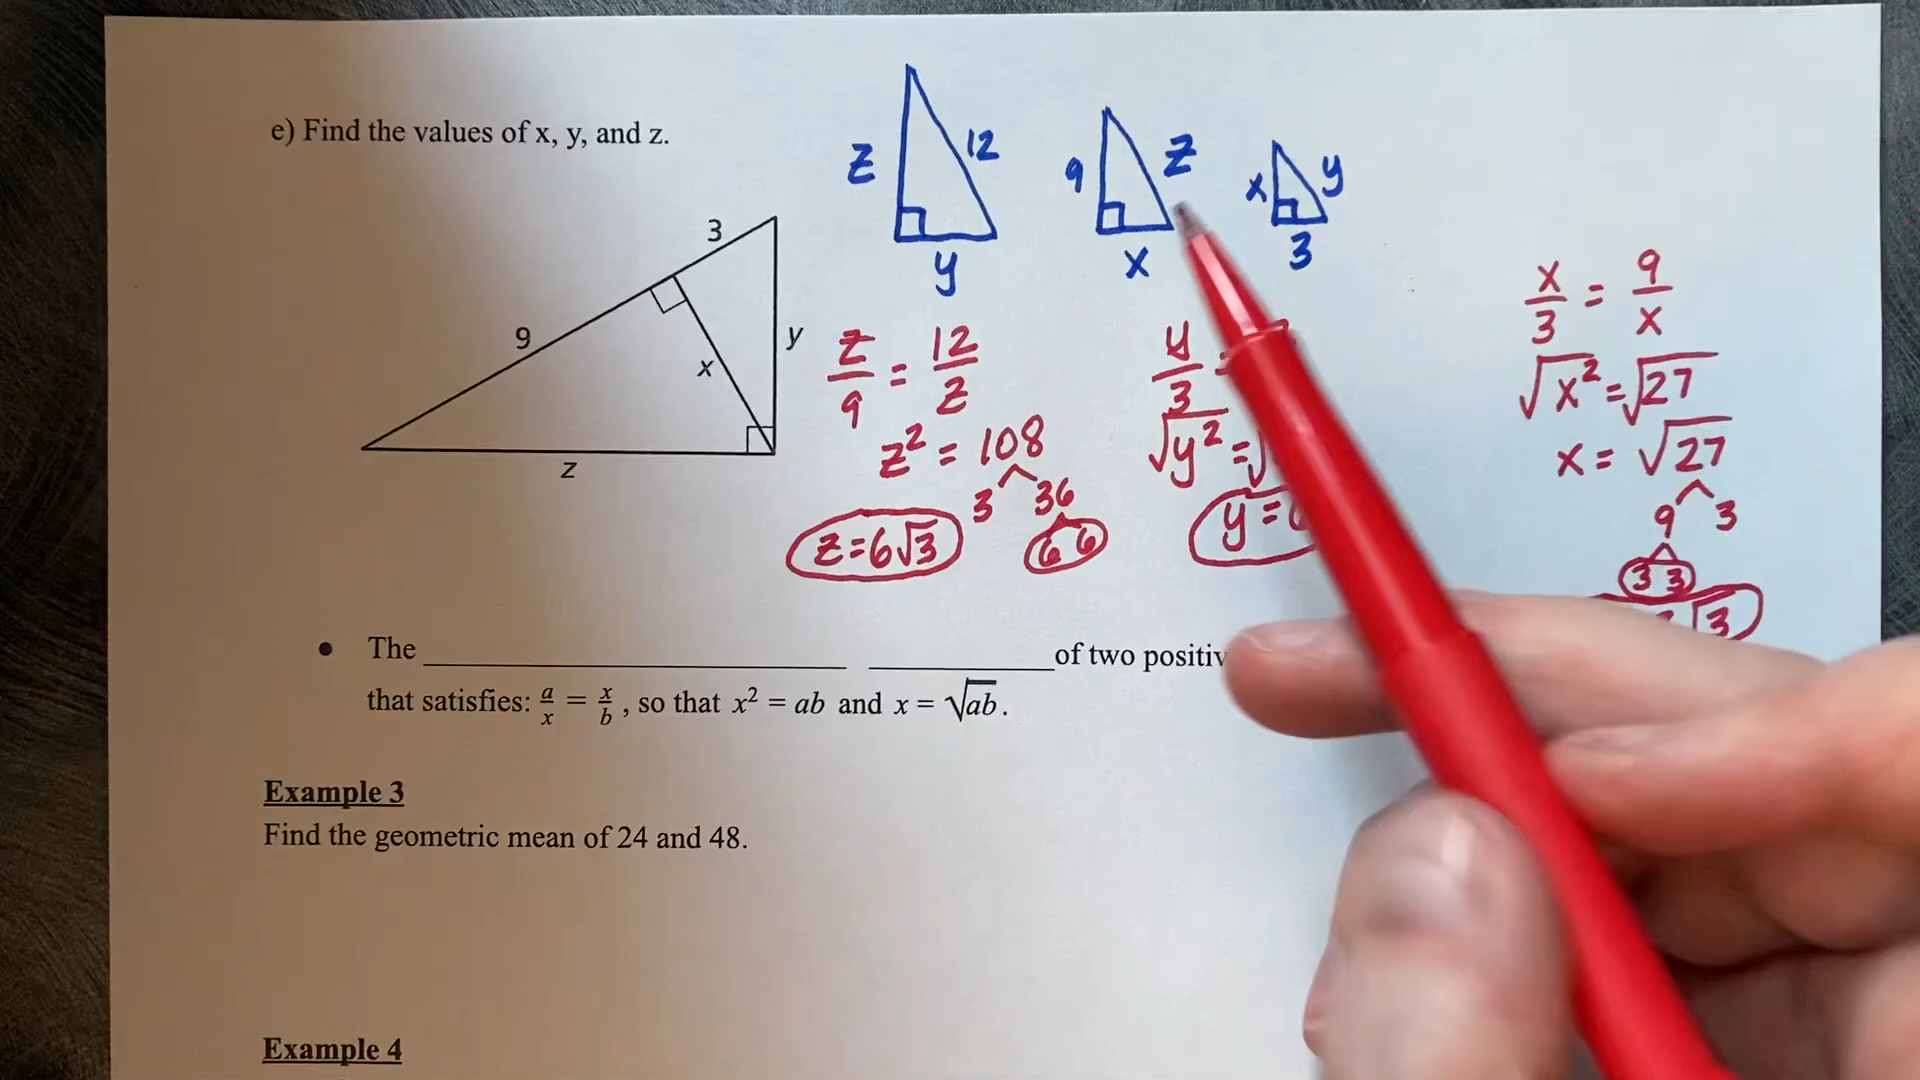 e) Find the values of x, y, and z.
3
9
x
y
z
z 12
y
9 z
x
x y
3
z/9 = 12/z
z² = 108
3 36
6 6
z = 6√3
y/3 =
√y² = √
y =
x/3 = 9/x
√x² = √27
x = √27
9 3
3 3
√3
• The ______ ______ of two
that satisfies: a/x = x/b , so that x² = ab and x = √ab.
Example 3
Find the geometric mean of 24 and 48.
Example 4